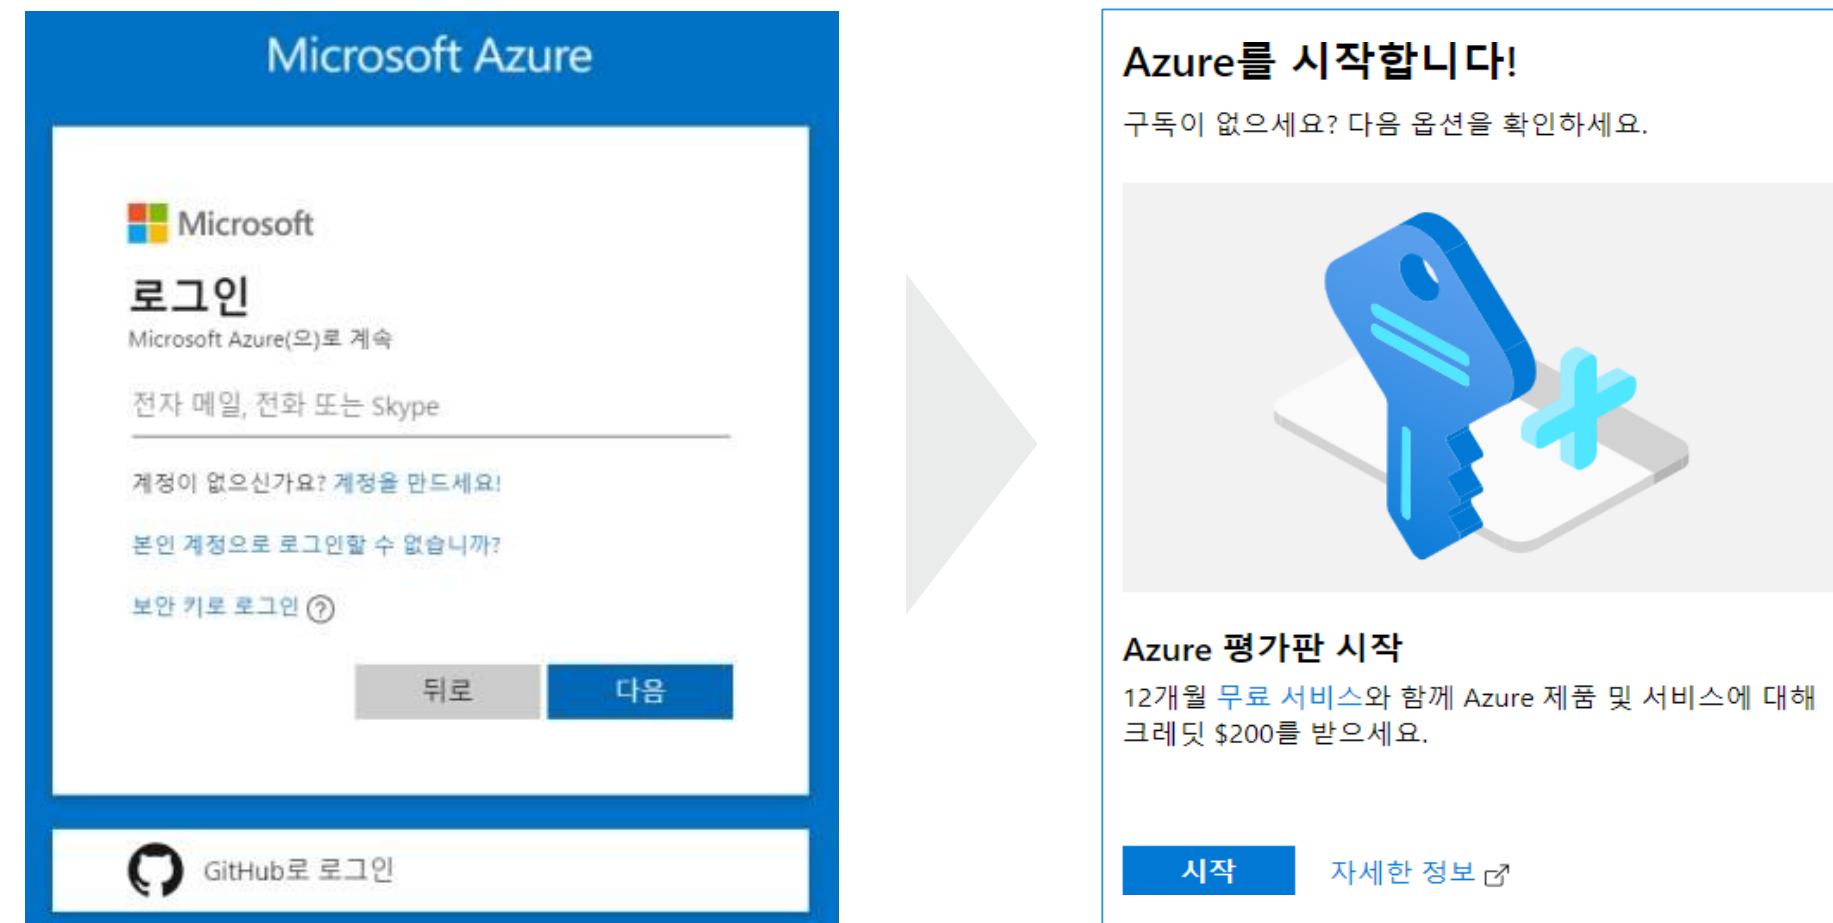 Microsoft Azure
Microsoft
로그인
Microsoft Azure(으)로 계속
전자 메일, 전화 또는 Skype
계정이 없으신가요? 계정을 만드세요!
본인 계정으로 로그인할 수 없습니까?
보안 키로 로그인
뒤로 다음
GitHub로 로그인
Azure를 시작합니다!
구독이 없으세요? 다음 옵션을 확인하세요.
Azure 평가판 시작
12개월 무료 서비스와 함께 Azure 제품 및 서비스에 대해
크레딧 $200를 받으세요.
시작 자세한 정보